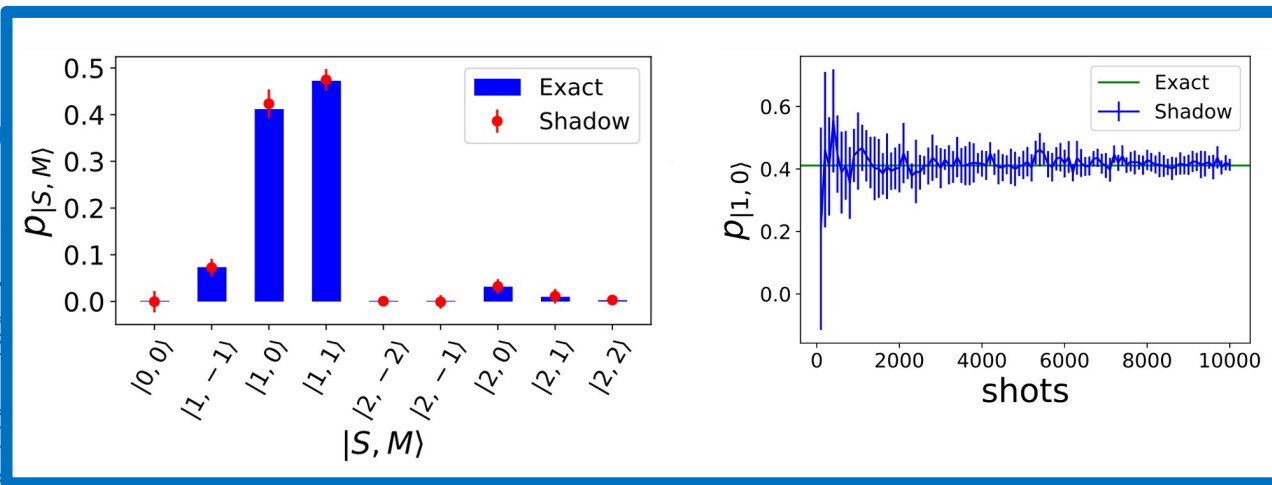 0.5
0.4
0.3
0.2
0.1
0.0
p|S, M⟩
Exact
Shadow
|0, 0⟩
|1, − 1⟩
|1, 0⟩
|1, 1⟩
|2, − 2⟩
|2, − 1⟩
|2, 0⟩
|2, 1⟩
|2, 2⟩
|S, M⟩
0.6
0.4
0.2
0.0
p|1, 0⟩
Exact
Shadow
0 2000 4000 6000 8000 10000
shots